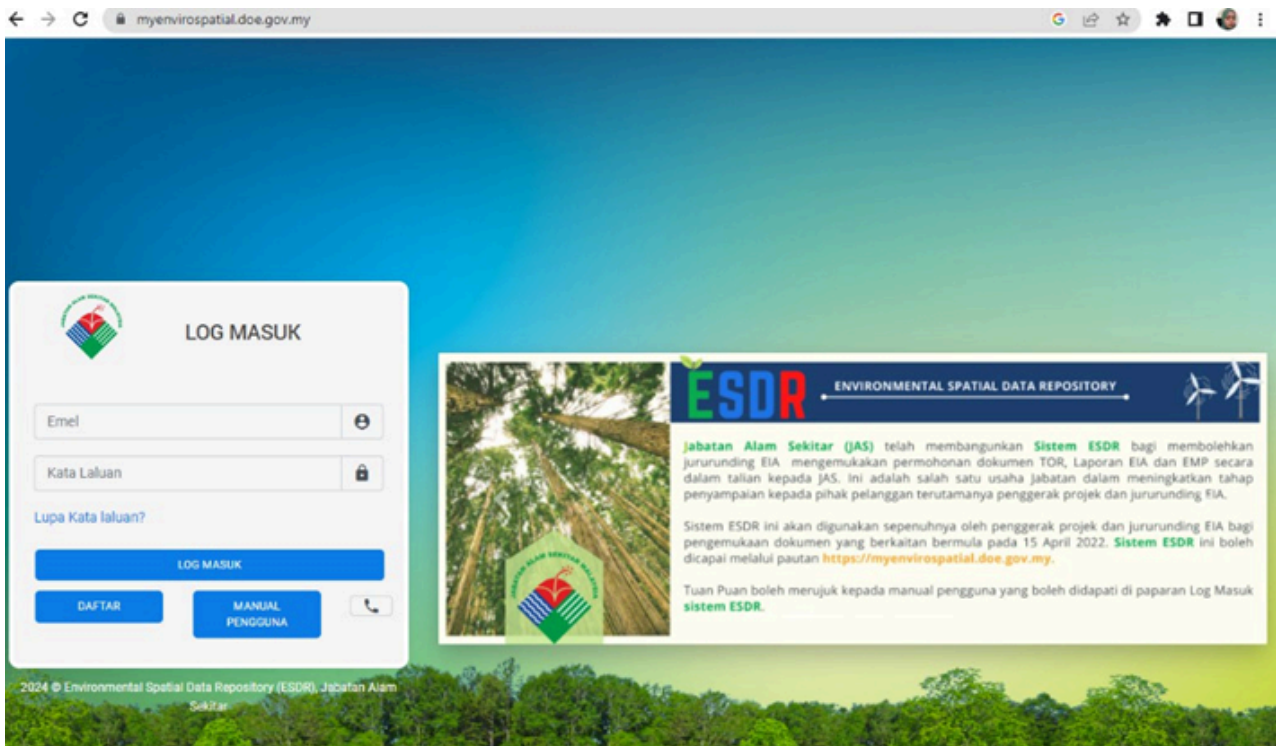 myenvirospatial.doe.gov.my
LOG MASUK
Emel
Kata Laluan
Lupa Kata laluan?
LOG MASUK
DAFTAR
MANUAL
PENGGUNA
2024 © Environmental Spatial Data Repository (ESDR), Jabatan Alam
Sekitar
JABATAN ALAM SEKITAR MALAYSIA
ESDR
ENVIRONMENTAL SPATIAL DATA REPOSITORY
Jabatan Alam Sekitar (JAS) telah membangunkan Sistem ESDR bagi membolehkan
jururunding EIA mengemukakan permohonan dokumen TOR, Laporan EIA dan EMP secara
dalam talian kepada JAS. Ini adalah salah satu usaha Jabatan dalam meningkatkan tahap
penyampaian kepada pihak pelanggan terutamanya penggerak projek dan jururunding EIA.
Sistem ESDR ini akan digunakan sepenuhnya oleh penggerak projek dan jururunding EIA bagi
pengemukaan dokumen yang berkaitan bermula pada 15 April 2022. Sistem ESDR ini boleh
dicapai melalui pautan https://myenvirospatial.doe.gov.my.
Tuan Puan boleh merujuk kepada manual pengguna yang boleh didapati di paparan Log Masuk
sistem ESDR.